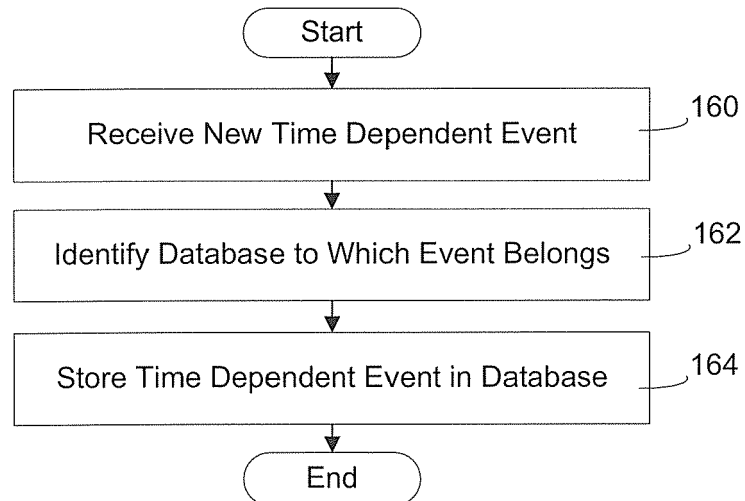 Start
Receive New Time Dependent Event
160
Identify Database to Which Event Belongs
162
Store Time Dependent Event in Database
164
End